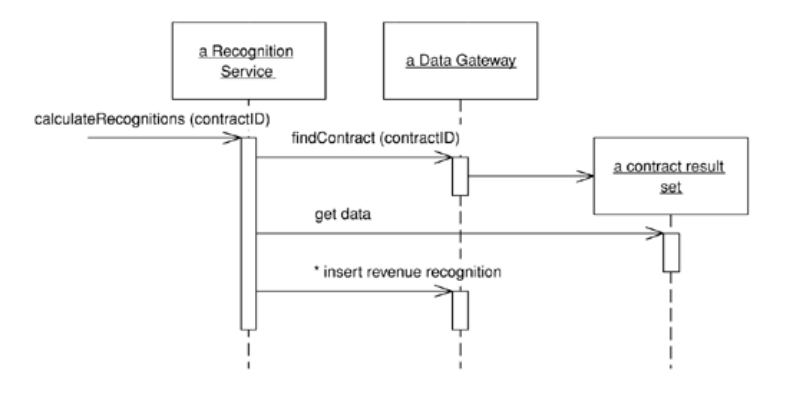 a Recognition
Service
a Data Gateway
calculateRecognitions (contractID)
findContract (contractID)
a contract result
set
get data
* insert revenue recognition